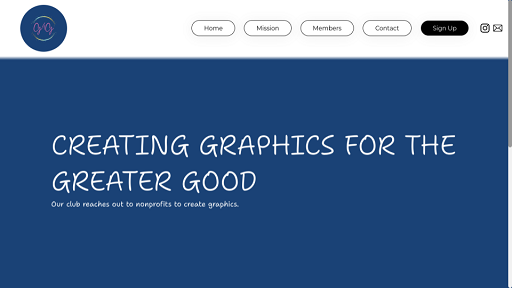 Home
Mission
Members
Contact
Sign Up
CREATING GRAPHICS FOR THE
GREATER GOOD
Our club reaches out to nonprofits to create graphics.